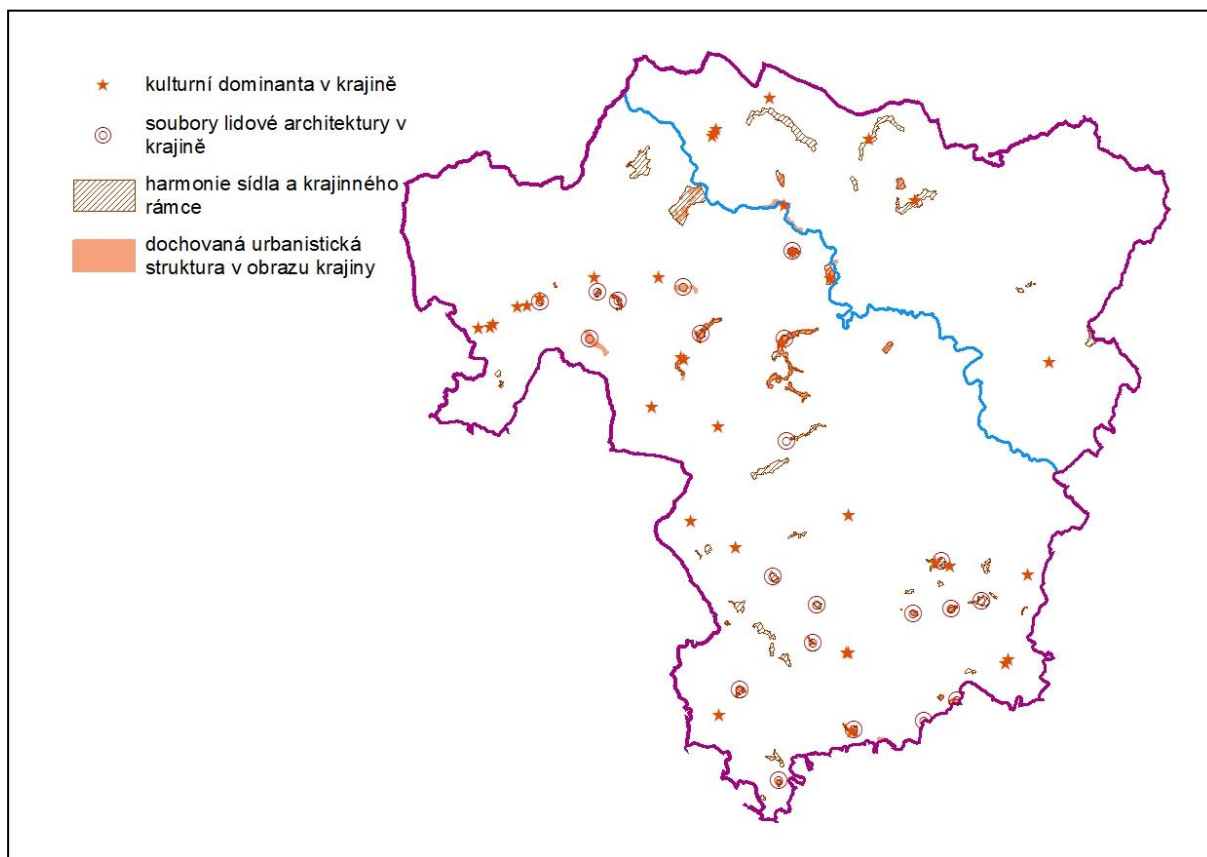 kulturní dominanta v krajině
soubory lidové architektury v
krajině
harmonie sídla a krajinného
rámce
dochovaná urbanistická
struktura v obrazu krajiny